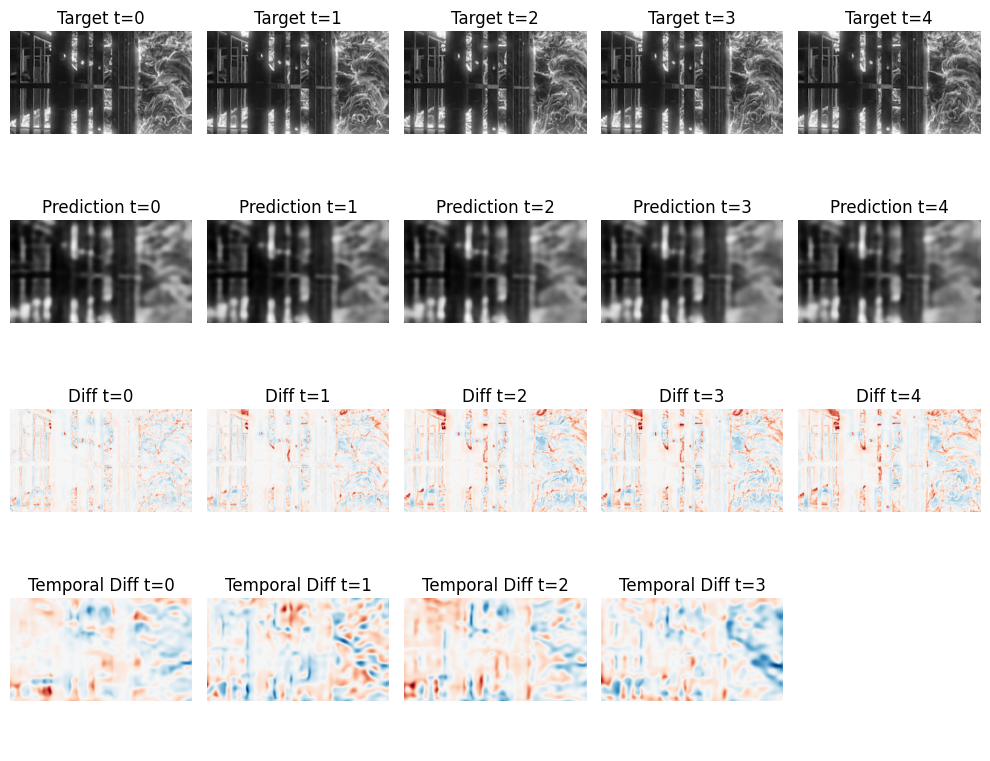 Target t=0 Target t=1 Target t=2 Target t=3 Target t=4
Prediction t=0 Prediction t=1 Prediction t=2 Prediction t=3 Prediction t=4
Diff t=0 Diff t=1 Diff t=2 Diff t=3 Diff t=4
Temporal Diff t=0 Temporal Diff t=1 Temporal Diff t=2 Temporal Diff t=3